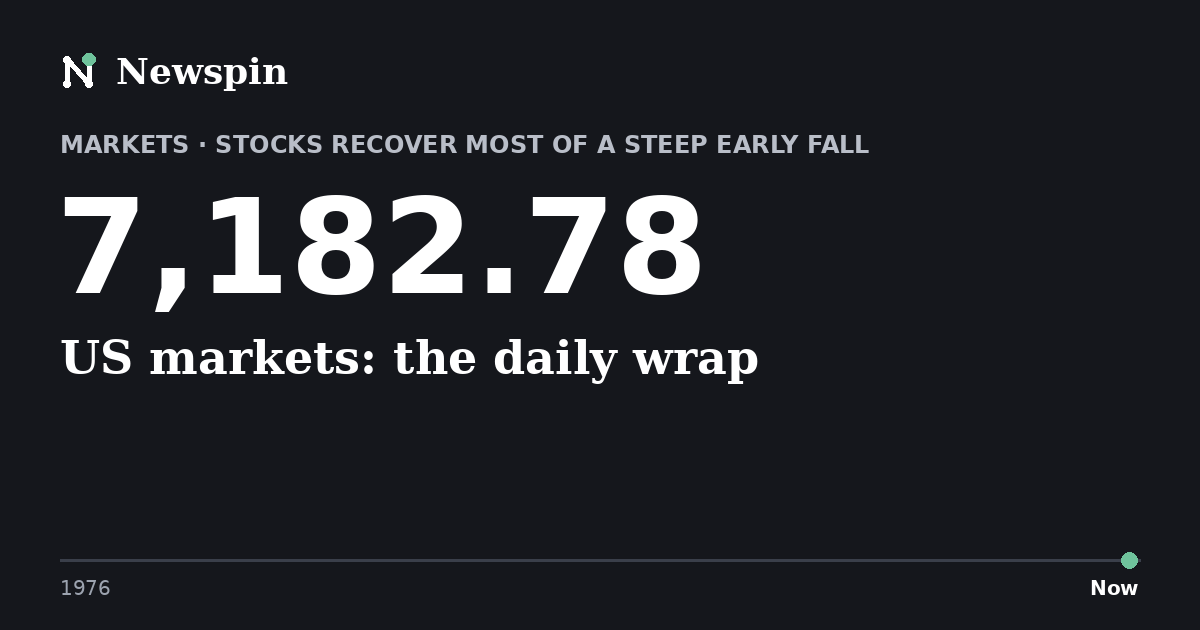 Newspin
MARKETS · STOCKS RECOVER MOST OF A STEEP EARLY FALL
7,182.78
US markets: the daily wrap
1976
Now